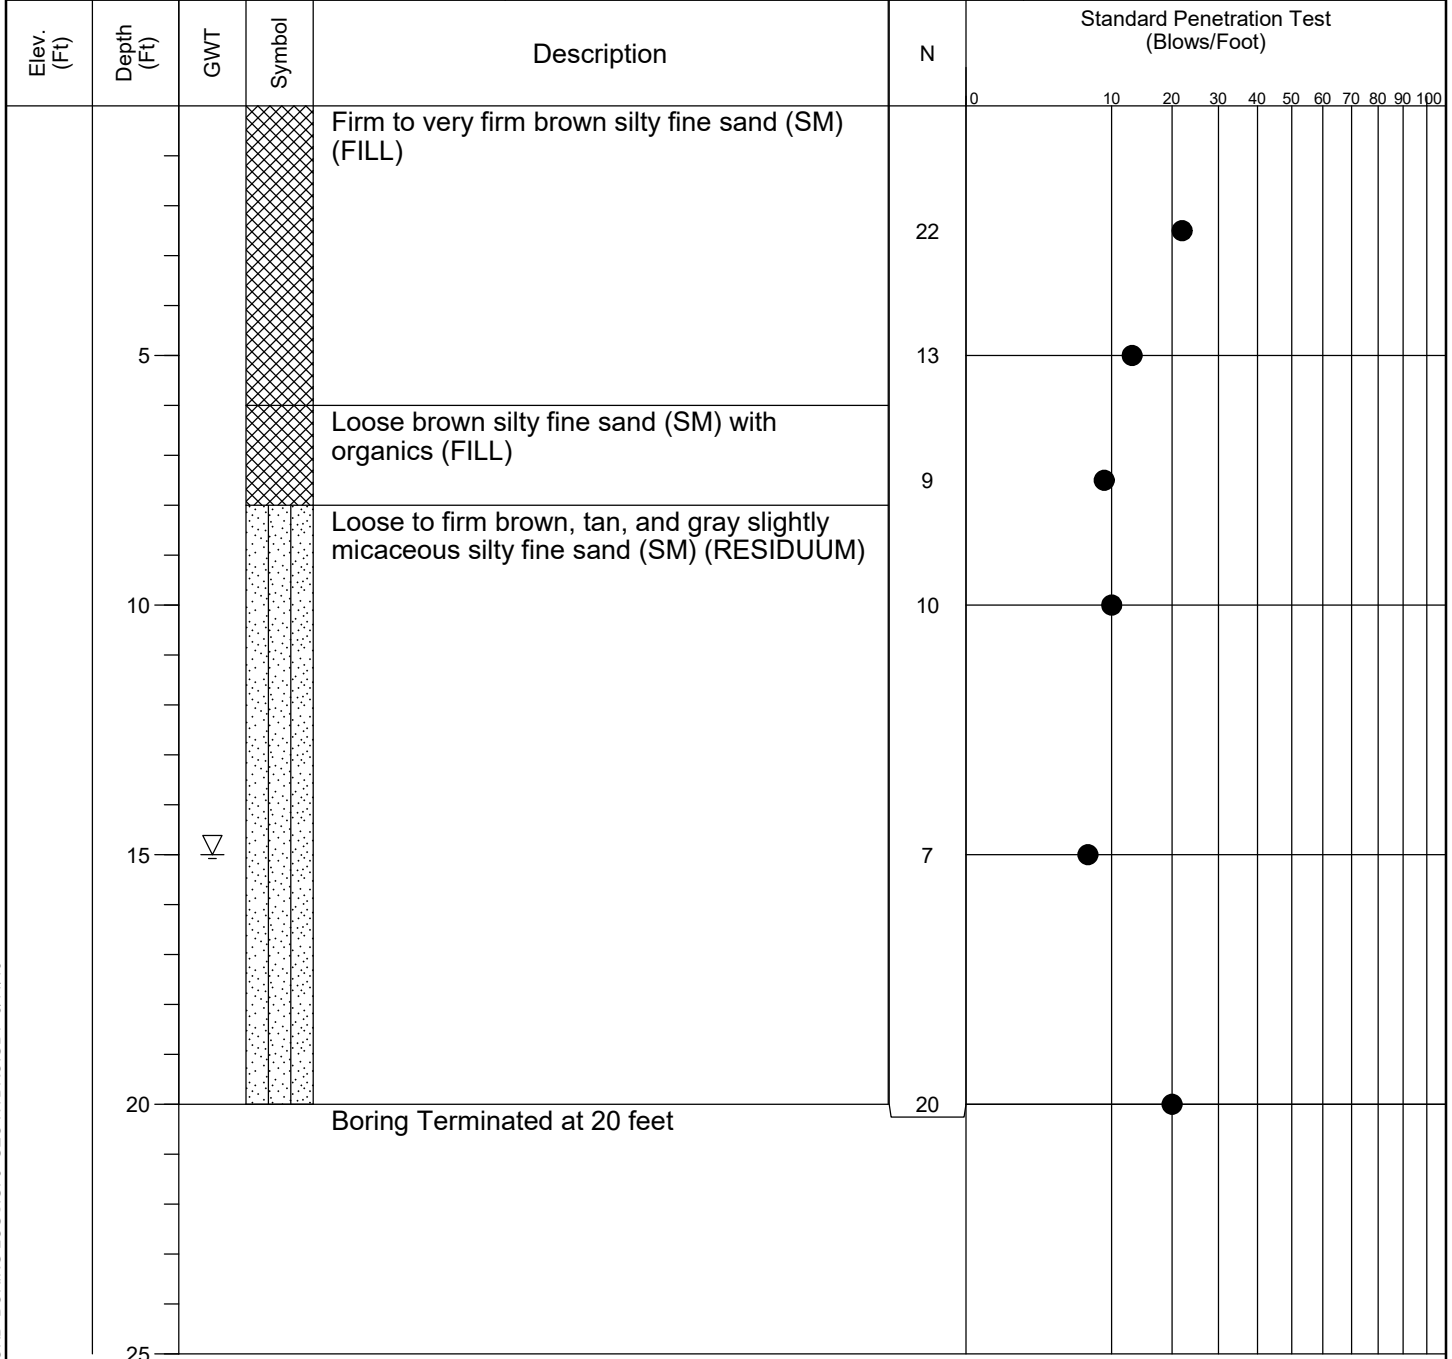 Elev.
(Ft)
Depth
(Ft)
GWT
Symbol
Description
N
Standard Penetration Test
(Blows/Foot)
0 10 20 30 40 50 60 70 80 90 100
Firm to very firm brown silty fine sand (SM)
(FILL)
22
5
13
Loose brown silty fine sand (SM) with
organics (FILL)
9
Loose to firm brown, tan, and gray slightly
micaceous silty fine sand (SM) (RESIDUUM)
10
10
15
7
20
20
Boring Terminated at 20 feet
25